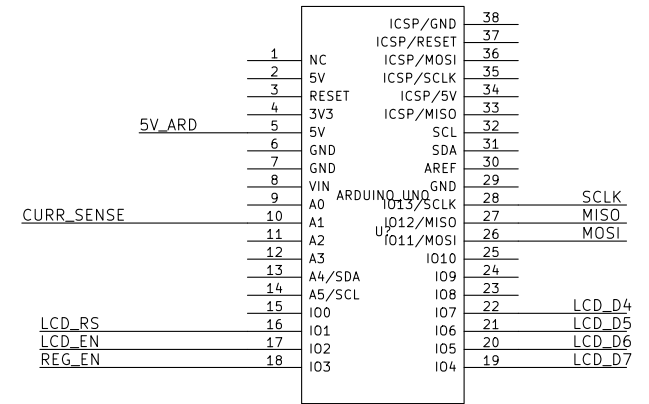 ICSP/GND 38
ICSP/RESET 37
1 NC ICSP/MOSI 36
2 5V ICSP/SCLK 35
3 RESET ICSP/5V 34
4 3V3 ICSP/MISO 33
5V_ARD 5 5V SCL 32
6 GND SDA 31
7 GND AREF 30
8 VIN GND 29
ARDUINO_UNO
9 A0 IO13/SCLK 28 SCLK
CURR_SENSE 10 A1 IO12/MISO 27 MISO
U?
11 A2 IO11/MOSI 26 MOSI
12 A3 IO10 25
13 A4/SDA IO9 24
14 A5/SCL IO8 23
15 IO0 IO7 22 LCD_D4
LCD_RS 16 IO1 IO6 21 LCD_D5
LCD_EN 17 IO2 IO5 20 LCD_D6
REG_EN 18 IO3 IO4 19 LCD_D7